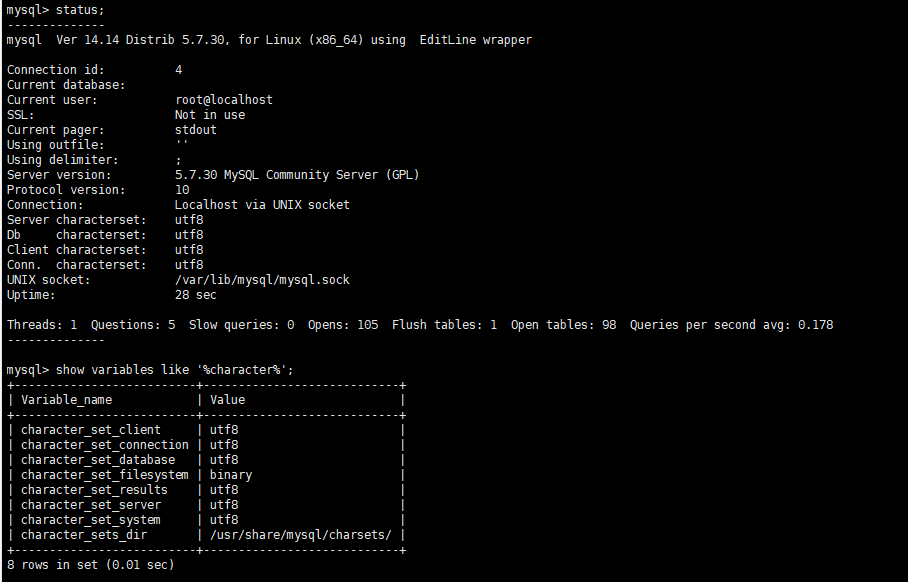 mysql> status;
--------------
mysql  Ver 14.14 Distrib 5.7.30, for Linux (x86_64) using  EditLine wrapper

Connection id:          4
Current database:
Current user:           root@localhost
SSL:                    Not in use
Current pager:          stdout
Using outfile:          ''
Using delimiter:        ;
Server version:         5.7.30 MySQL Community Server (GPL)
Protocol version:       10
Connection:             Localhost via UNIX socket
Server characterset:    utf8
Db     characterset:    utf8
Client characterset:    utf8
Conn.  characterset:    utf8
UNIX socket:            /var/lib/mysql/mysql.sock
Uptime:                 28 sec

Threads: 1  Questions: 5  Slow queries: 0  Opens: 105  Flush tables: 1  Open tables: 98  Queries per second avg: 0.178
--------------

mysql> show variables like '%character%';
+--------------------------+----------------------------+
| Variable_name            | Value                      |
+--------------------------+----------------------------+
| character_set_client     | utf8                       |
| character_set_connection | utf8                       |
| character_set_database   | utf8                       |
| character_set_filesystem | binary                     |
| character_set_results    | utf8                       |
| character_set_server     | utf8                       |
| character_set_system     | utf8                       |
| character_sets_dir       | /usr/share/mysql/charsets/ |
+--------------------------+----------------------------+
8 rows in set (0.01 sec)